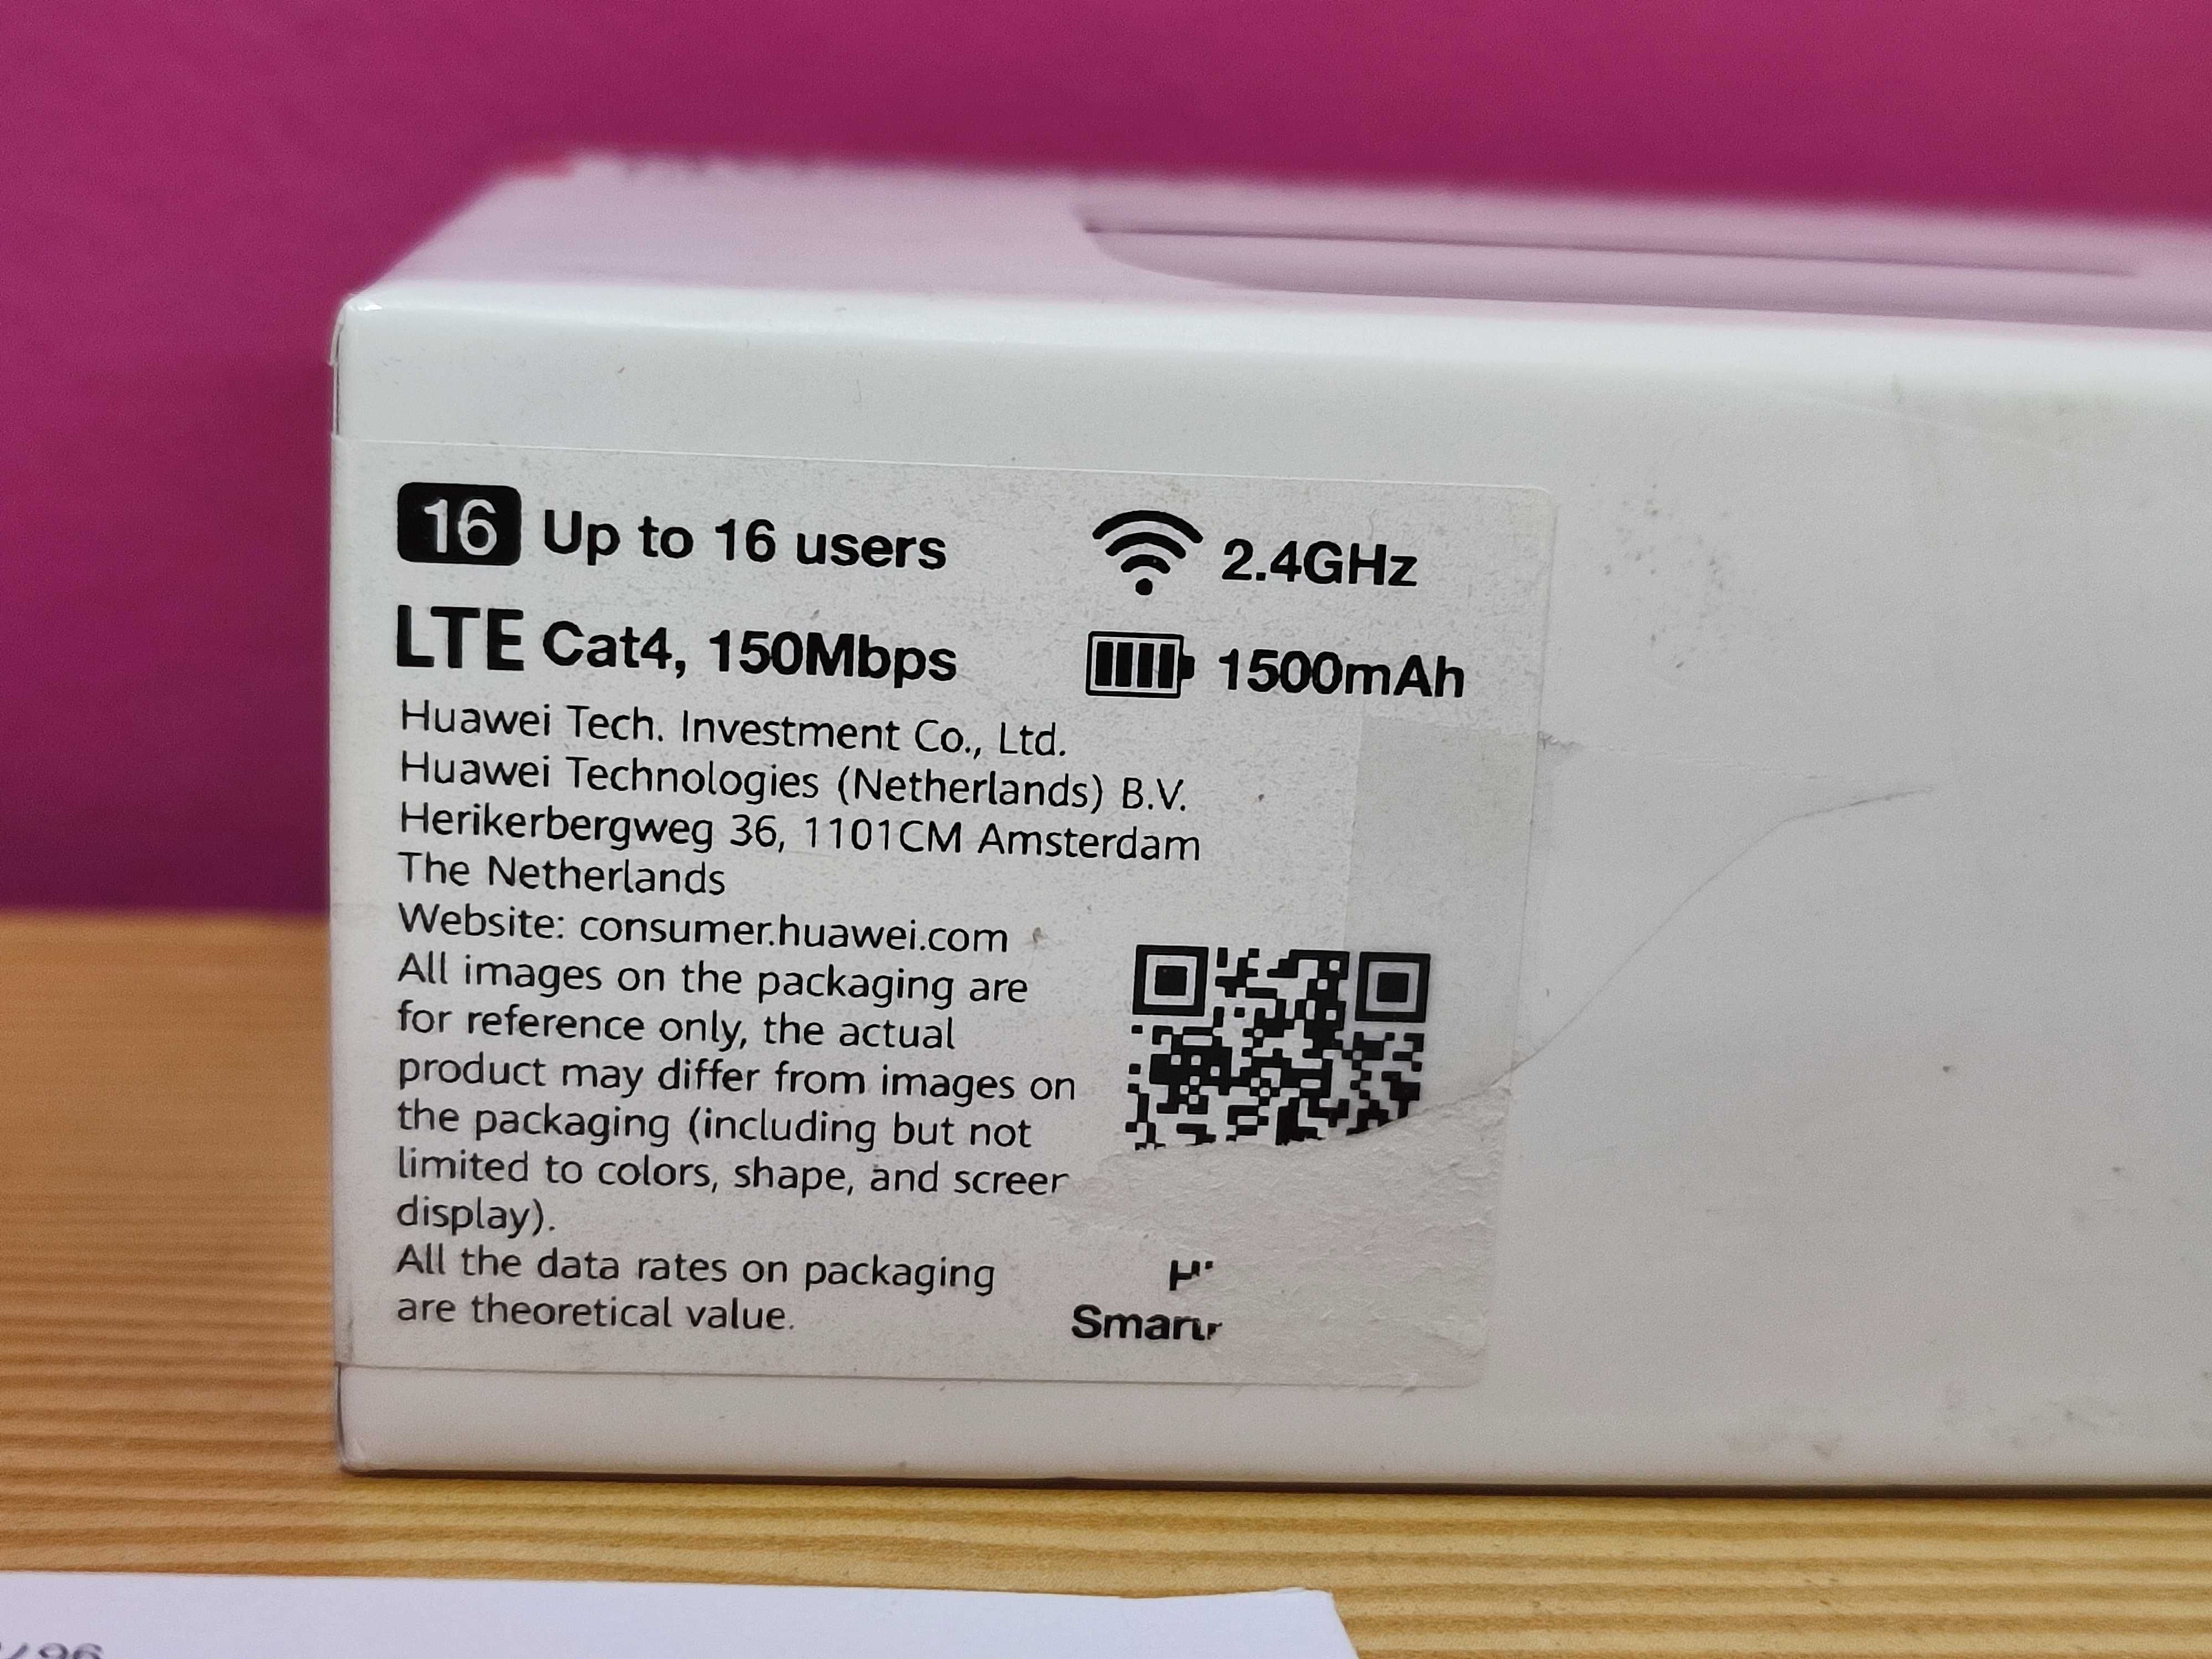 16 Up to 16 users
2.4GHz
LTE Cat4, 150Mbps
1500mAh
Huawei Tech. Investment Co., Ltd.
Huawei Technologies (Netherlands) B.V.
Herikerbergweg 36, 1101CM Amsterdam
The Netherlands
Website: consumer.huawei.com
All images on the packaging are
for reference only, the actual
product may differ from images on
the packaging (including but not
limited to colors, shape, and
display).
All the data rates on packaging
are theoretical value.